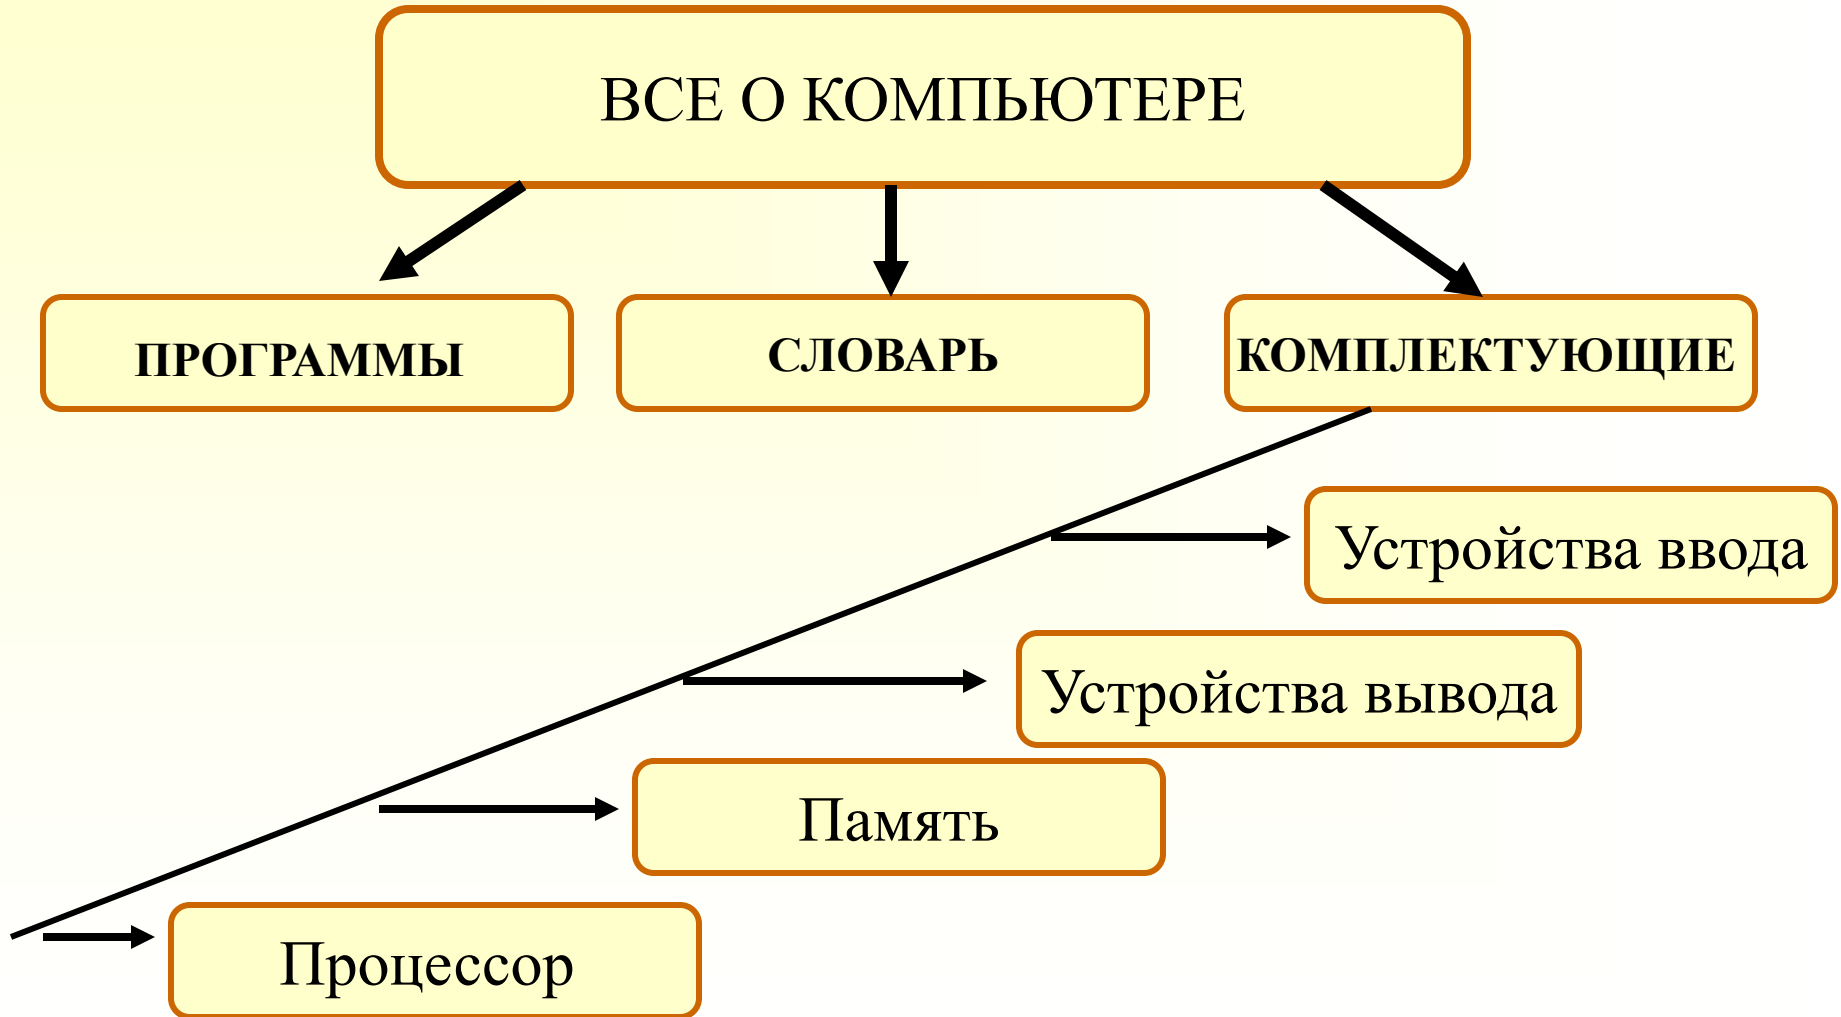 ВСЕ О КОМПЬЮТЕРЕ
ПРОГРАММЫ
СЛОВАРЬ
КОМПЛЕКТУЮЩИЕ
Устройства ввода
Устройства вывода
Память
Процессор